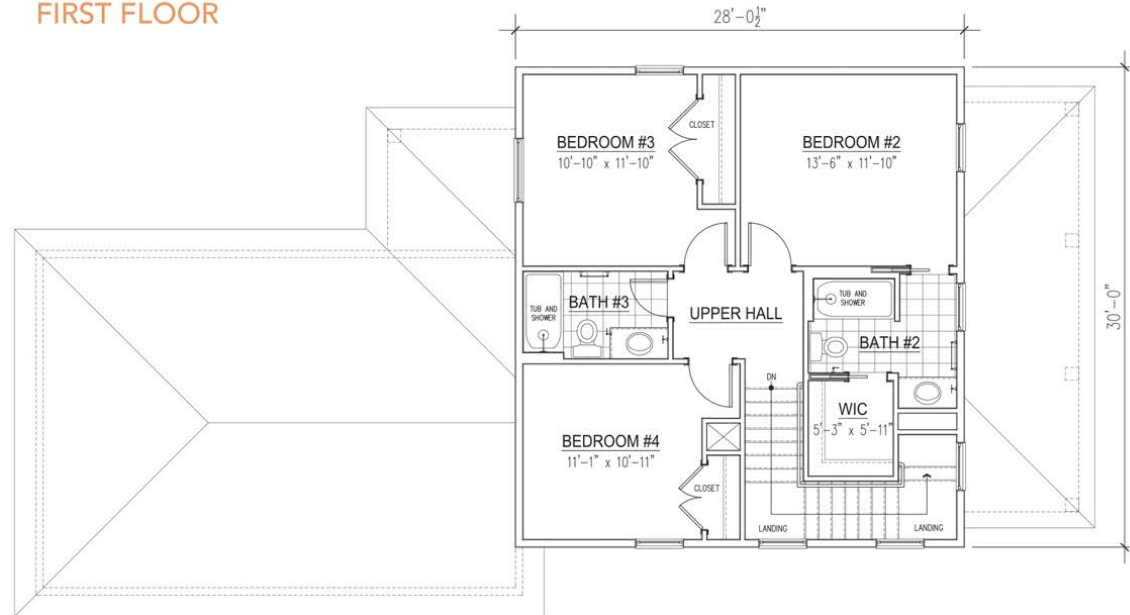 FIRST FLOOR
28'-0½"
BEDROOM #3
10'-10" x 11'-10"
CLOSET
BEDROOM #2
13'-6" x 11'-10"
TUB AND
SHOWER
BATH #3
UPPER HALL
TUB AND
SHOWER
BATH #2
30'-0"
DN
WIC
5'-3" x 5'-11"
BEDROOM #4
11'-1" x 10'-11"
CLOSET
LANDING
LANDING